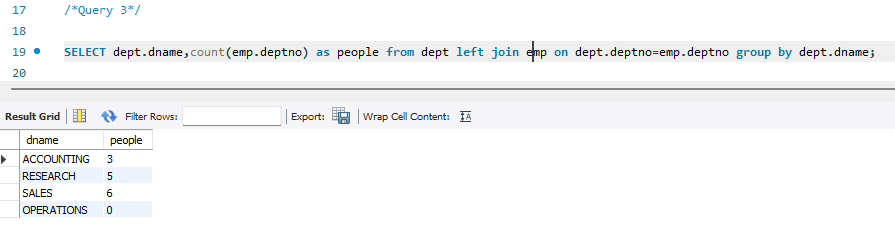 17 /*Query 3*/
18
19 SELECT dept.dname,count(emp.deptno) as people from dept left join emp on dept.deptno=emp.deptno group by dept.dname;
20
Result Grid Filter Rows: Export: Wrap Cell Content:
dname people
ACCOUNTING 3
RESEARCH 5
SALES 6
OPERATIONS 0